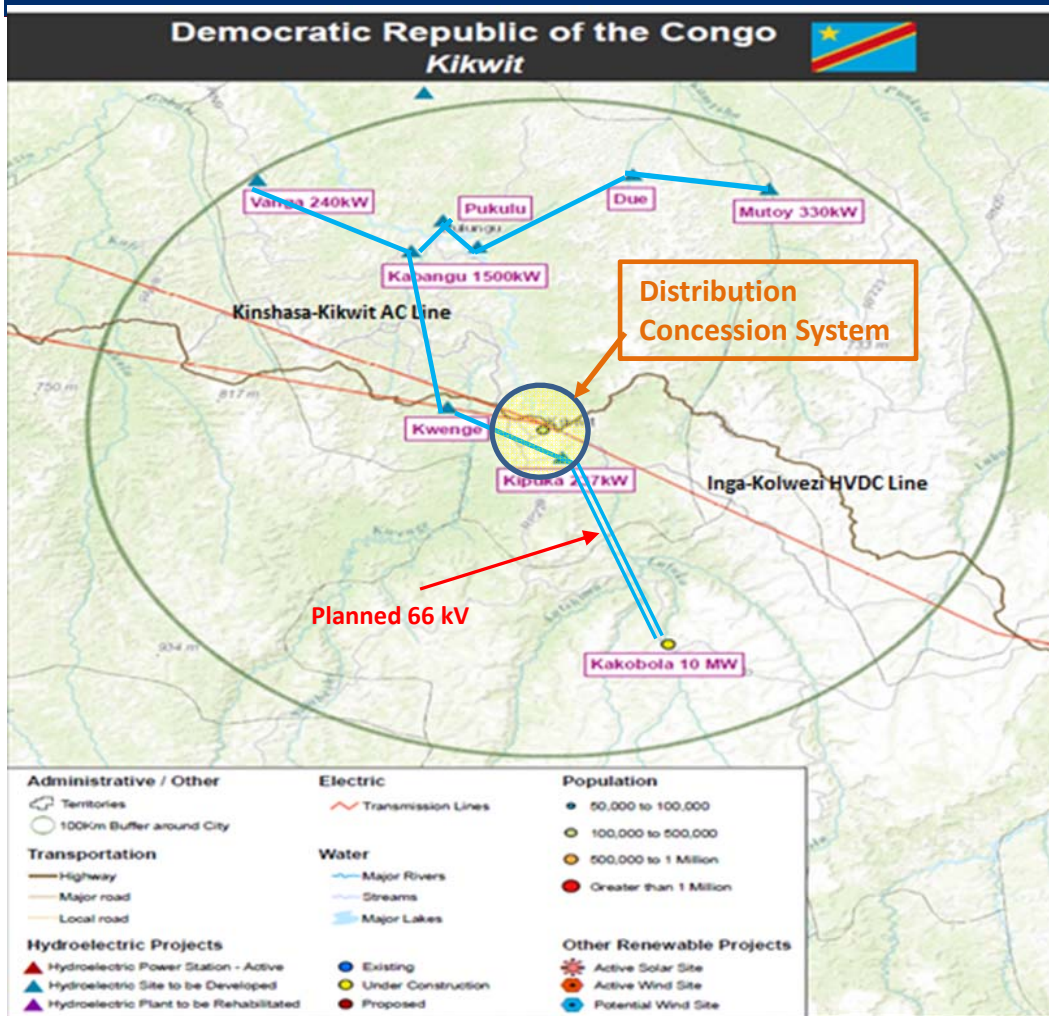 Democratic Republic of the Congo
Kikwit
Vanga 240kW
Pukulu
Due
Mutoy 330kW
Kabangu 1500kW
Distribution
Concession System
Kinshasa-Kikwit AC Line
750 m
817 m
Kwenge
Kipuka 237kW
Inga-Kolwezi HVDC Line
Planned 66 kV
934 m
Kakobola 10 MW
Administrative / Other
Territories
100Km Buffer around City
Transportation
Highway
Major road
Local road
Hydroelectric Projects
Hydroelectric Power Station - Active
Hydroelectric Site to be Developed
Hydroelectric Plant to be Rehabilitated
Electric
Transmission Lines
Water
Major Rivers
Streams
Major Lakes
Existing
Under Construction
Proposed
Population
50,000 to 100,000
100,000 to 500,000
500,000 to 1 Million
Greater than 1 Million
Other Renewable Projects
Active Solar Site
Active Wind Site
Potential Wind Site